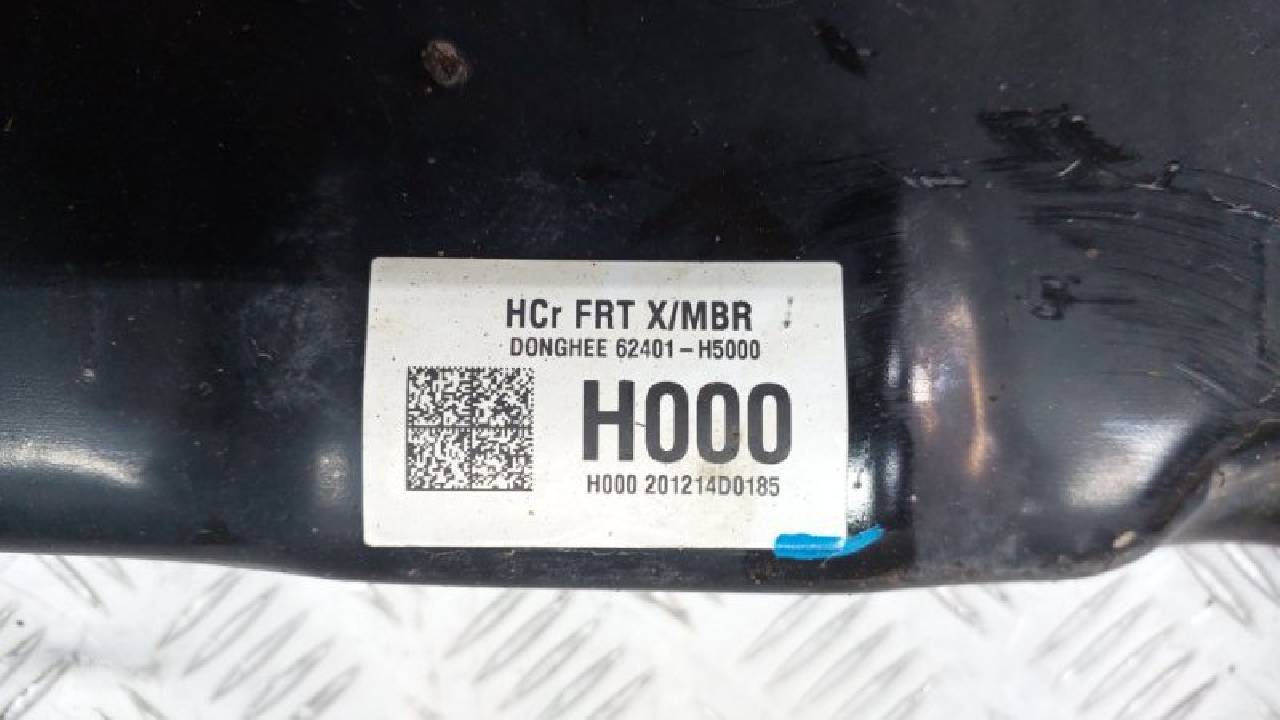 HCr FRT X/MBR
DONGHEE 62401-H5000
H000
H000 201214D0185